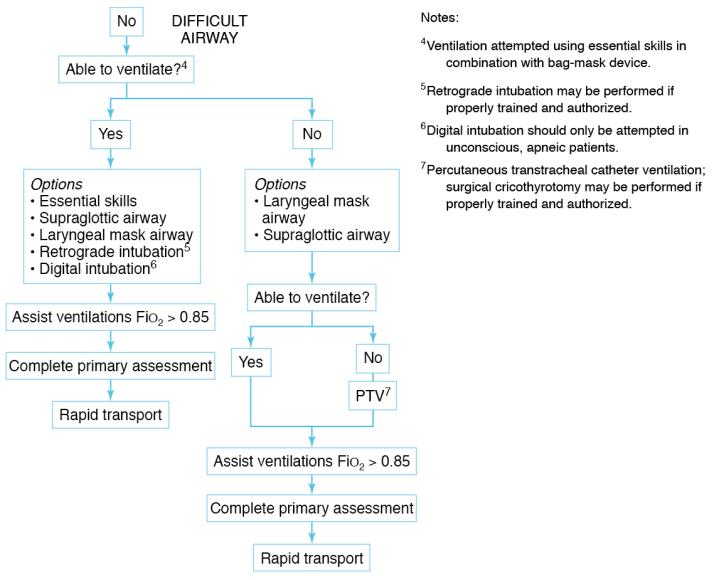 No
DIFFICULT
AIRWAY
Able to ventilate?⁴
Yes
No
Options
• Essential skills
• Supraglottic airway
• Laryngeal mask airway
• Retrograde intubation⁵
• Digital intubation⁶
Options
• Laryngeal mask
airway
• Supraglottic airway
Assist ventilations FiO₂ > 0.85
Able to ventilate?
Complete primary assessment
Yes
No
PTV⁷
Rapid transport
Assist ventilations FiO₂ > 0.85
Complete primary assessment
Rapid transport
Notes:
⁴Ventilation attempted using essential skills in
combination with bag-mask device.
⁵Retrograde intubation may be performed if
properly trained and authorized.
⁶Digital intubation should only be attempted in
unconscious, apneic patients.
⁷Percutaneous transtracheal catheter ventilation;
surgical cricothyrotomy may be performed if
properly trained and authorized.